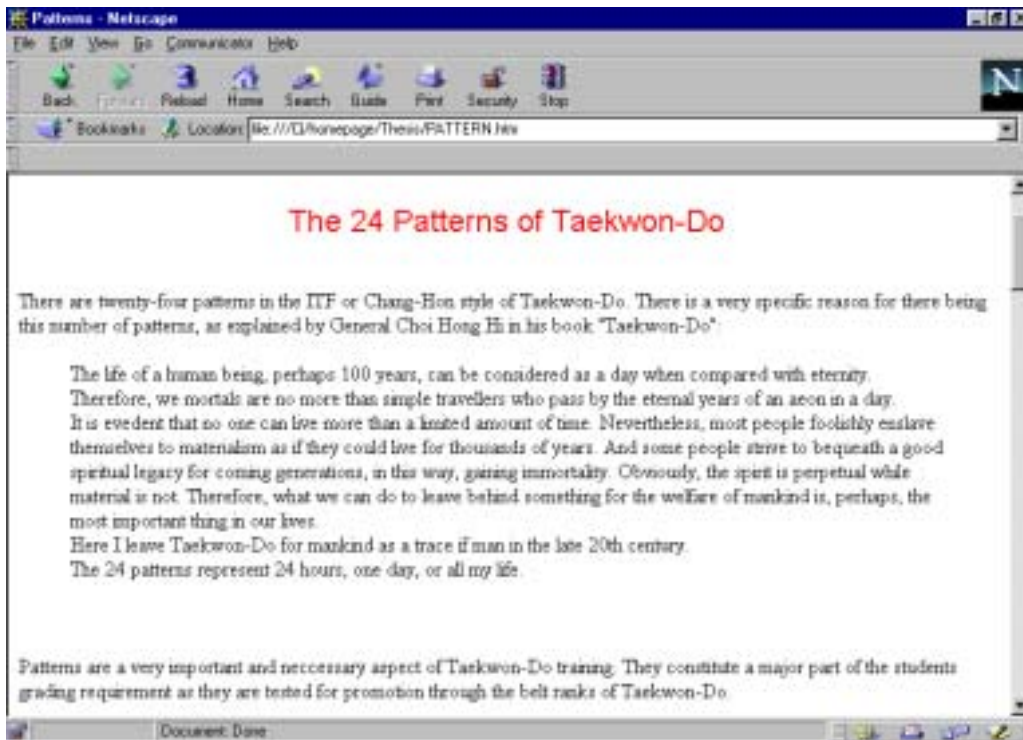 Patterns - Netscape
File Edit View Go Communicator Help
Back Forward Reload Home Search Guide Print Security Stop
N
Bookmarks Location: file:///C|/homepage/Thesis/PATTERN.htm
The 24 Patterns of Taekwon-Do
There are twenty-four patterns in the ITF or Chang-Hon style of Taekwon-Do. There is a very specific reason for there being
this number of patterns, as explained by General Choi Hong Hi in his book "Taekwon-Do":
The life of a human being, perhaps 100 years, can be considered as a day when compared with eternity.
Therefore, we mortals are no more than simple travellers who pass by the eternal years of an aeon in a day.
It is evedent that no one can live more than a limited amount of time. Nevertheless, most people foolishly enslave
themselves to materialism as if they could live for thousands of years. And some people strive to bequeath a good
spiritual legacy for coming generations, in this way, gaining immortality. Obviously, the spirit is perpetual while
material is not. Therefore, what we can do to leave behind something for the welfare of mankind is, perhaps, the
most important thing in our lives.
Here I leave Taekwon-Do for mankind as a trace if man in the late 20th century.
The 24 patterns represent 24 hours, one day, or all my life.
Patterns are a very important and neccessary aspect of Taekwon-Do training. They constitute a major part of the students
grading requirement as they are tested for promotion through the belt ranks of Taekwon-Do.
Document: Done